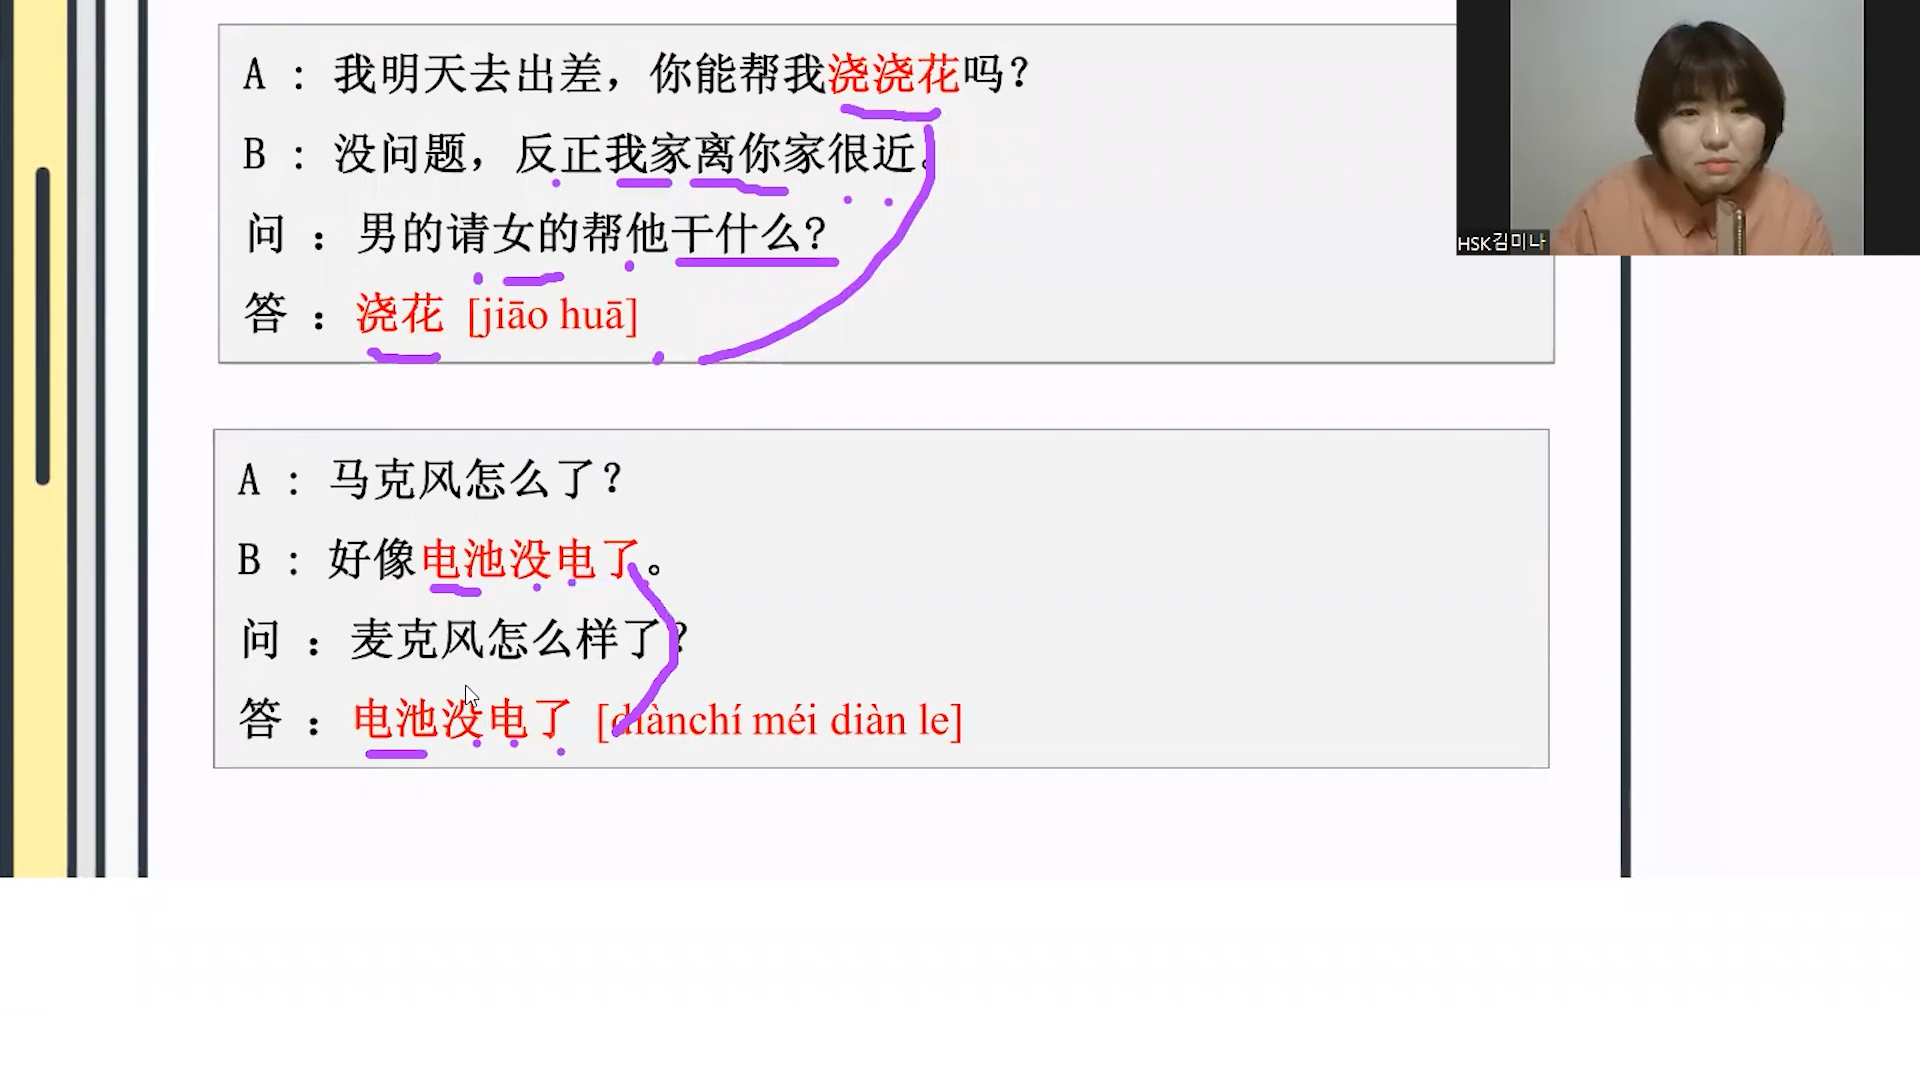 A : 我明天去出差，你能帮我浇浇花吗？
B : 没问题，反正我家离你家很近。
问 : 男的请女的帮他干什么?
答 : 浇花 [jiāo huā]
HSK김미나
A : 马克风怎么了？
B : 好像电池没电了。
问 : 麦克风怎么样了？
答 : 电池没电了 [diànchí méi diàn le]